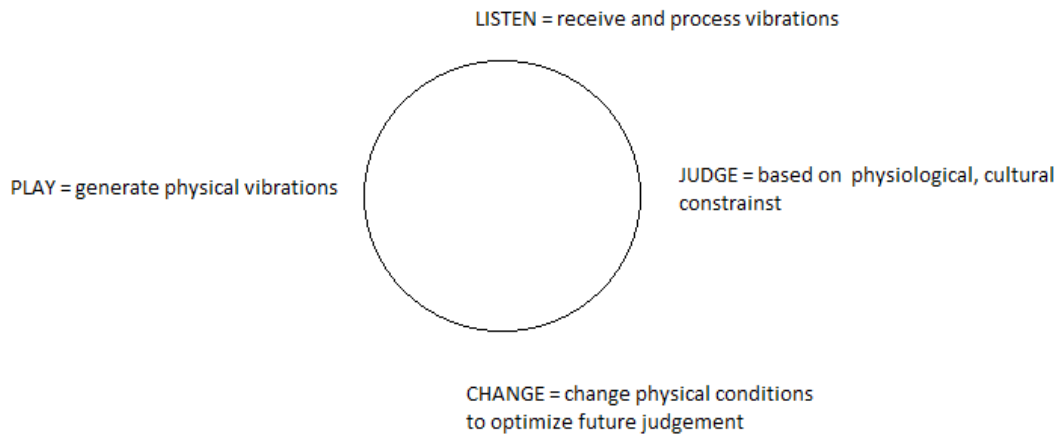 LISTEN = receive and process vibrations
PLAY = generate physical vibrations
JUDGE = based on physiological, cultural
constrainst
CHANGE = change physical conditions
to optimize future judgement